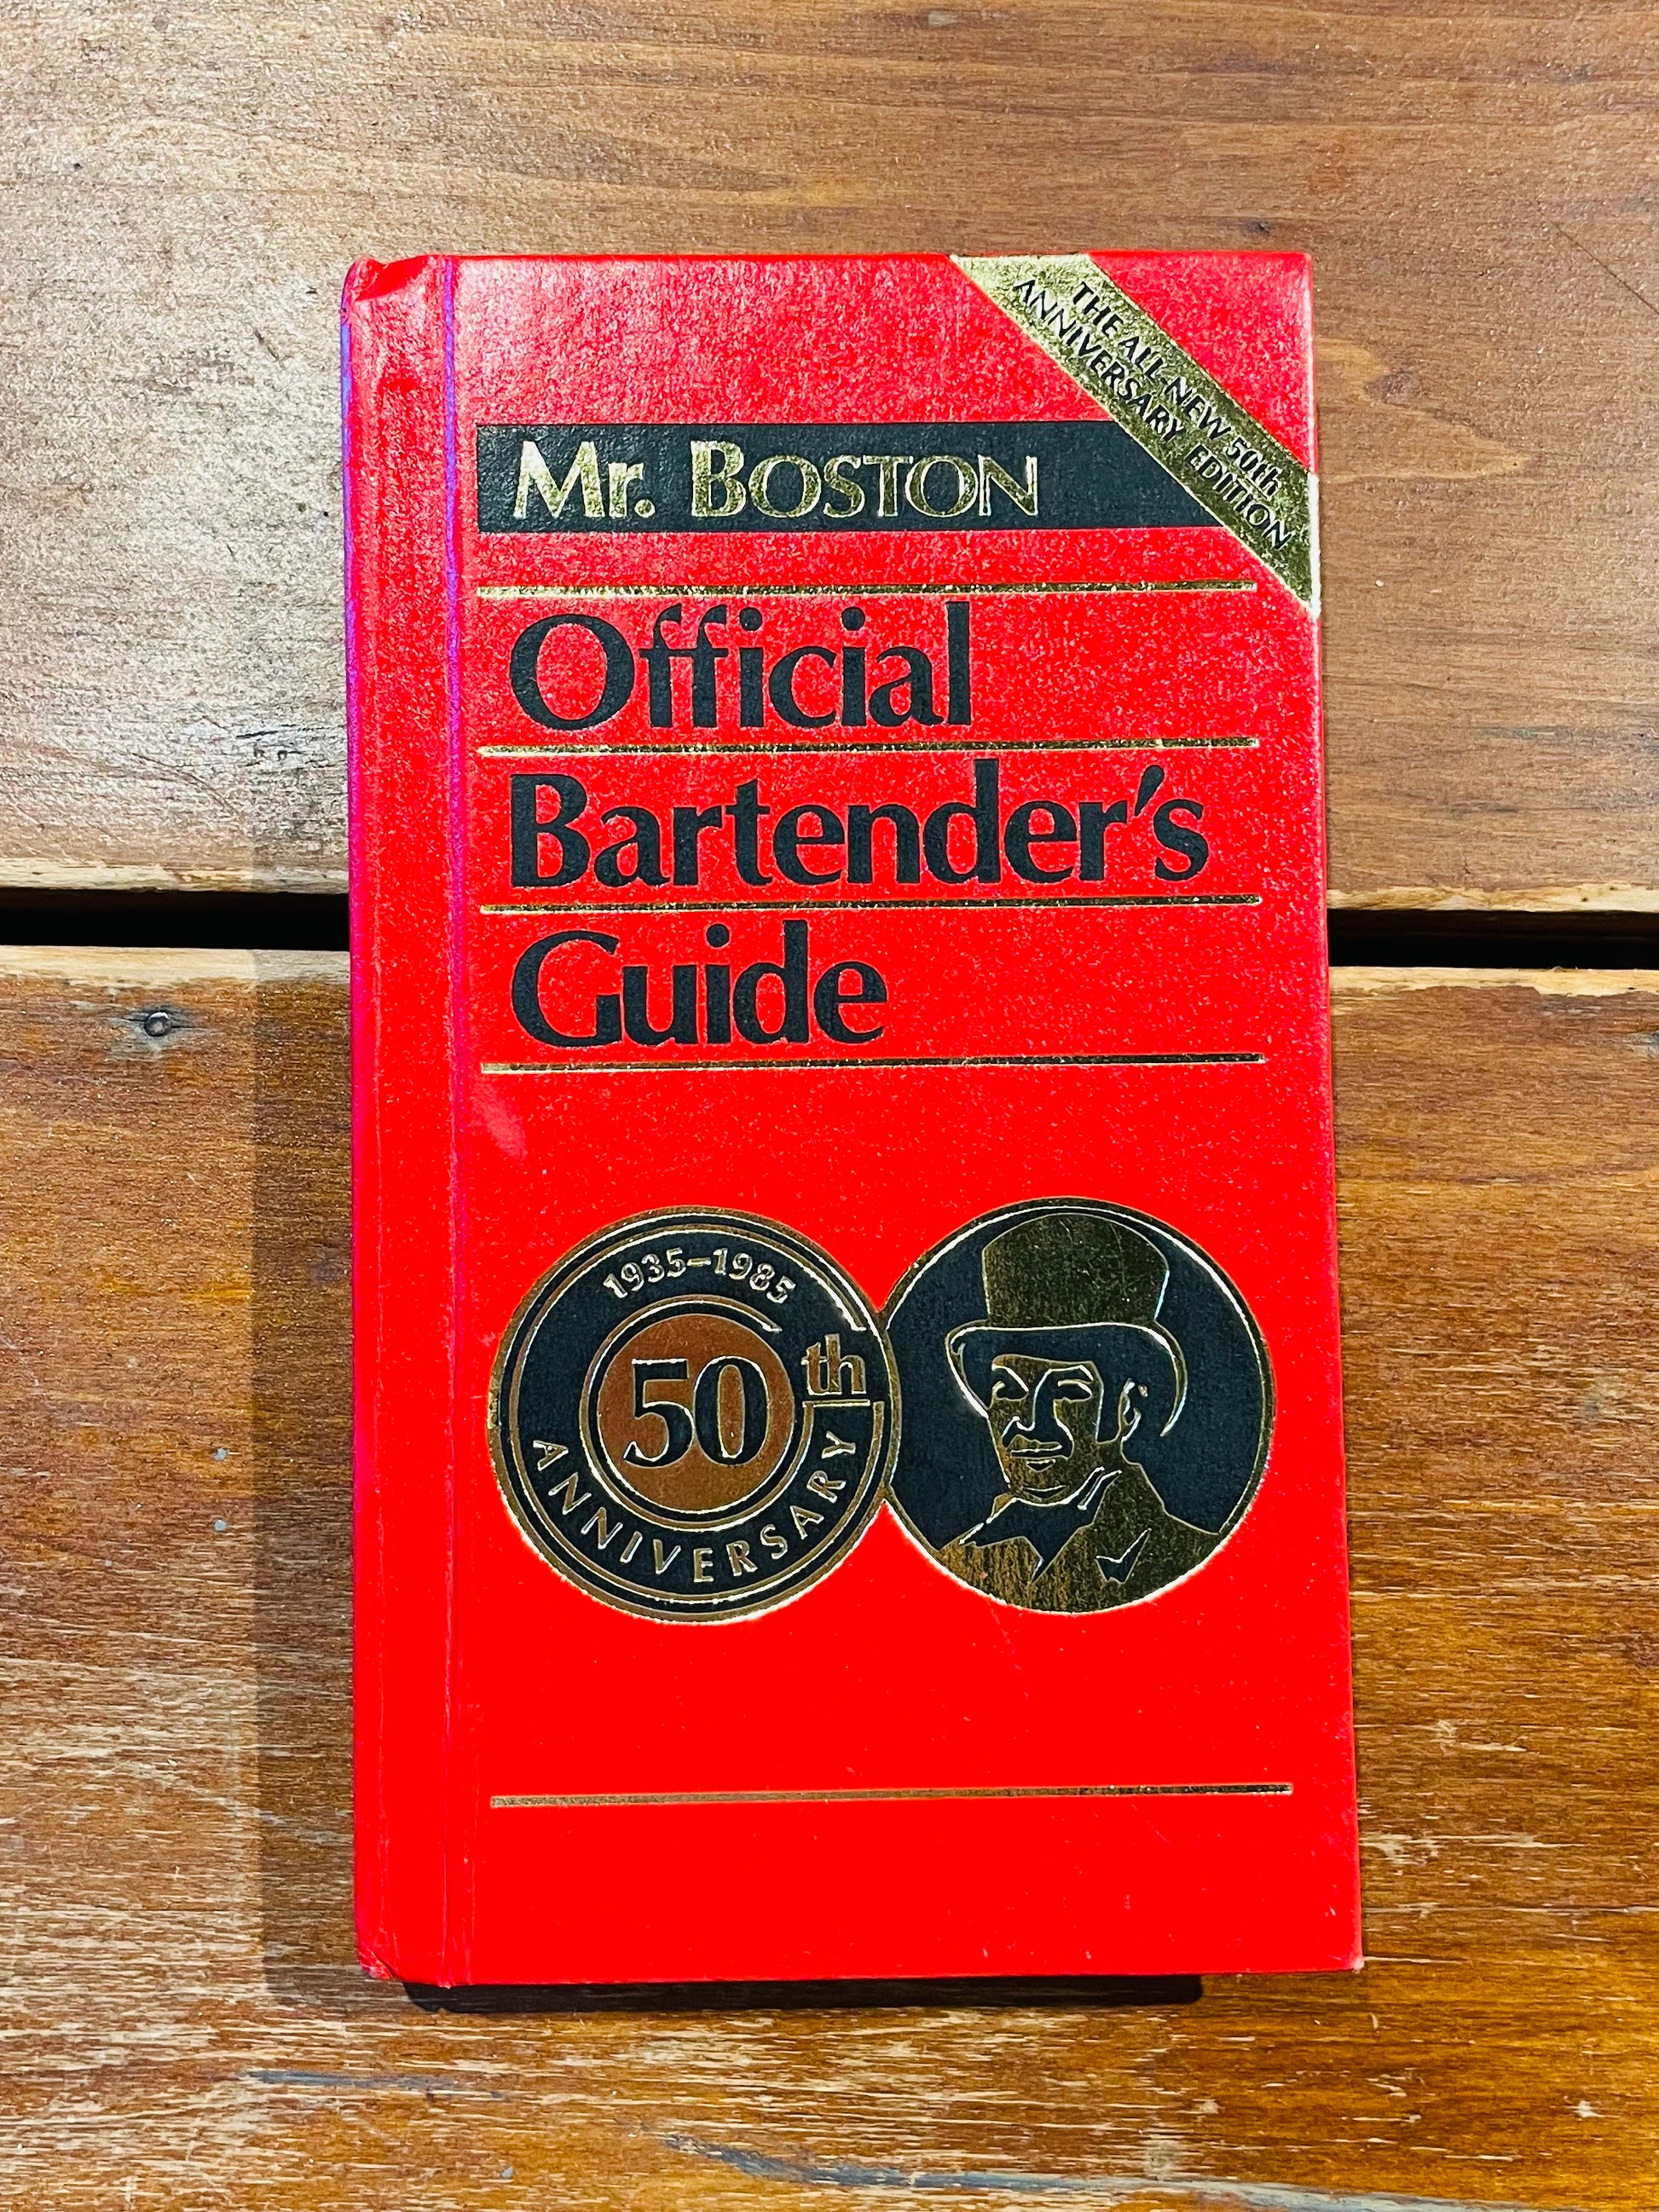 THE ALL NEW 50th
ANNIVERSARY EDITION
Mr. BOSTON
Official
Bartender's
Guide
1935–1985
50th
ANNIVERSARY